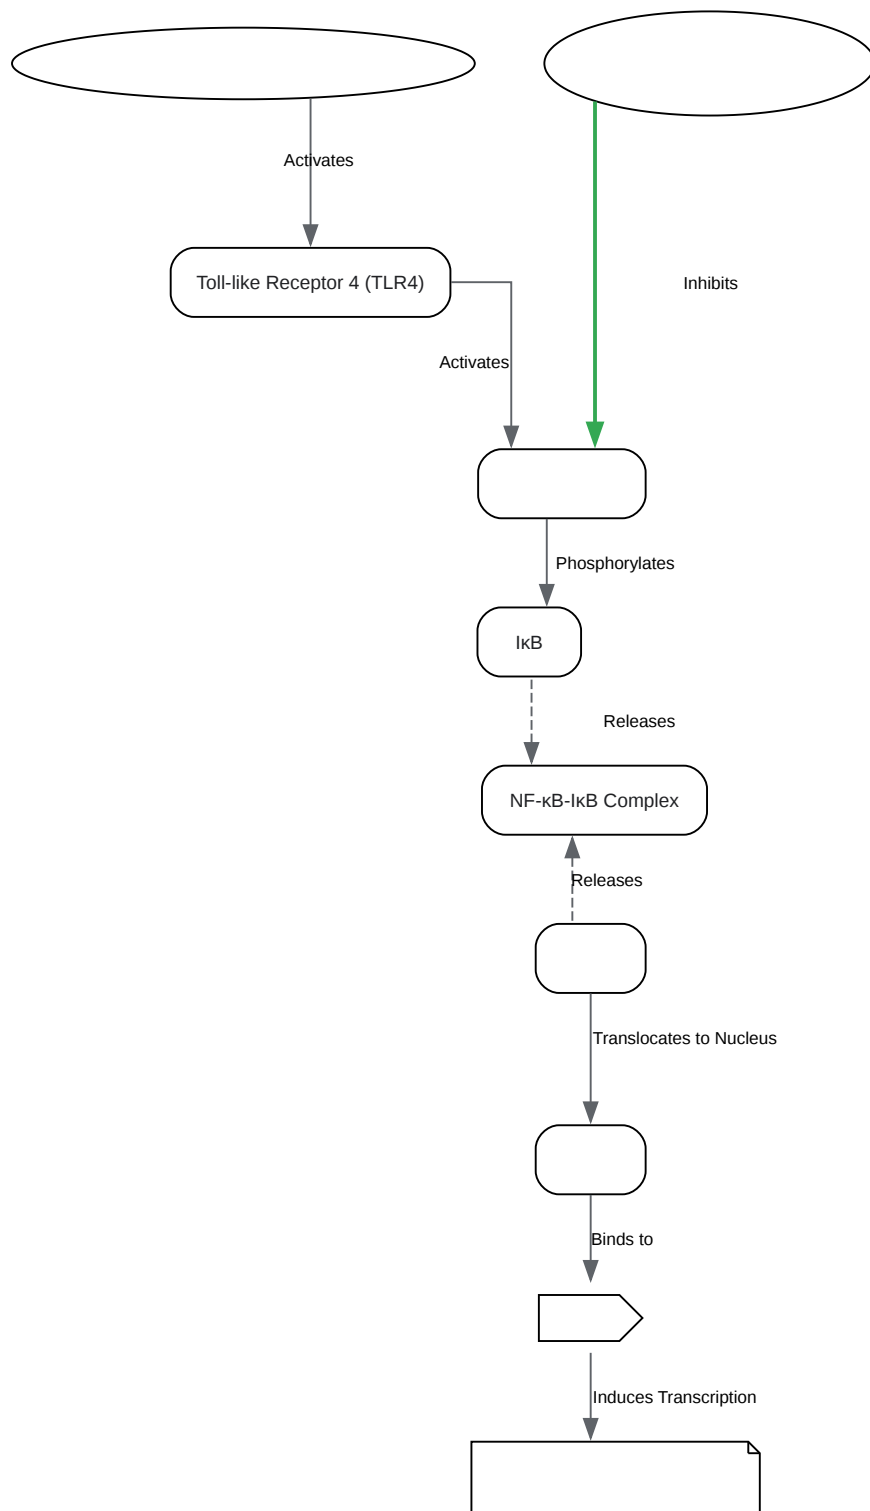 Activates
Toll-like Receptor 4 (TLR4)
Inhibits
Activates
Phosphorylates
IκB
Releases
NF-κB-IκB Complex
Releases
Translocates to Nucleus
Binds to
Induces Transcription